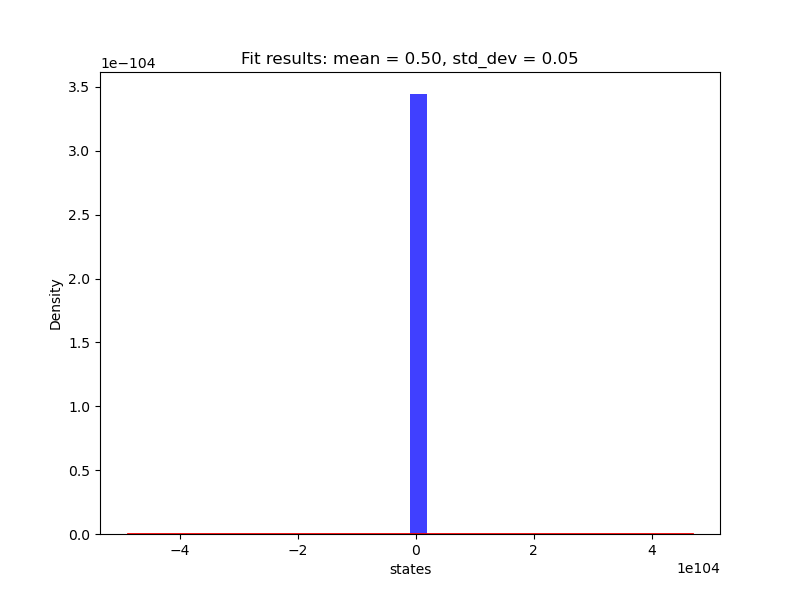 Fit results: mean = 0.50, std_dev = 0.05
1e−104
3.5
3.0
2.5
2.0
1.5
1.0
0.5
0.0
Density
−4
−2
0
2
4
states
1e104